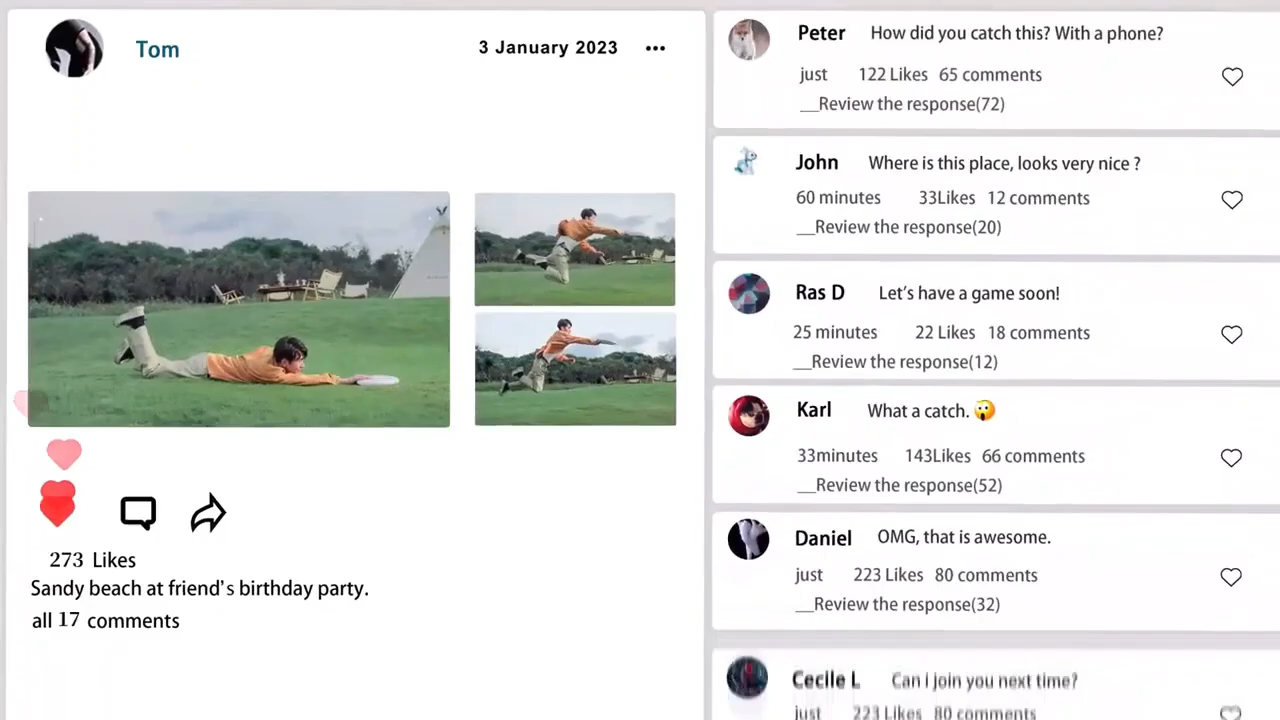 Tom
3 January 2023
273 Likes
Sandy beach at friend's birthday party.
all 17 comments
Peter How did you catch this? With a phone?
just 122 Likes 65 comments
__Review the response(72)
John Where is this place, looks very nice ?
60 minutes 33Likes 12 comments
__Review the response(20)
Ras D Let's have a game soon!
25 minutes 22 Likes 18 comments
__Review the response(12)
Karl What a catch. 😱
33minutes 143Likes 66 comments
__Review the response(52)
Daniel OMG, that is awesome.
just 223 Likes 80 comments
__Review the response(32)
Cecile L Can I join you next time?
just 223 Likes 80 comments